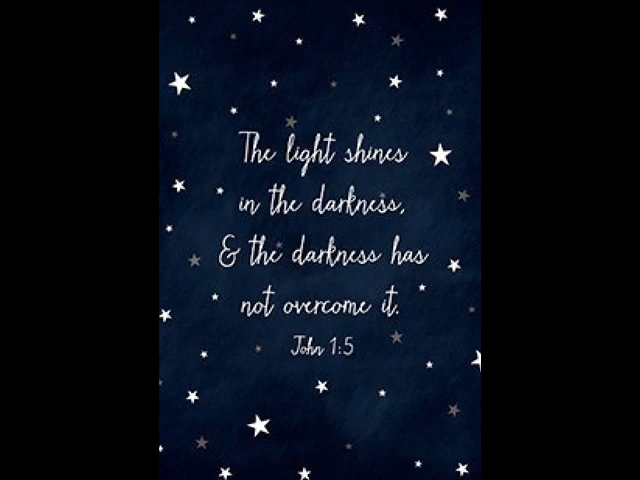 The light shines
in the darkness,
& the darkness has
not overcome it.
John 1:5